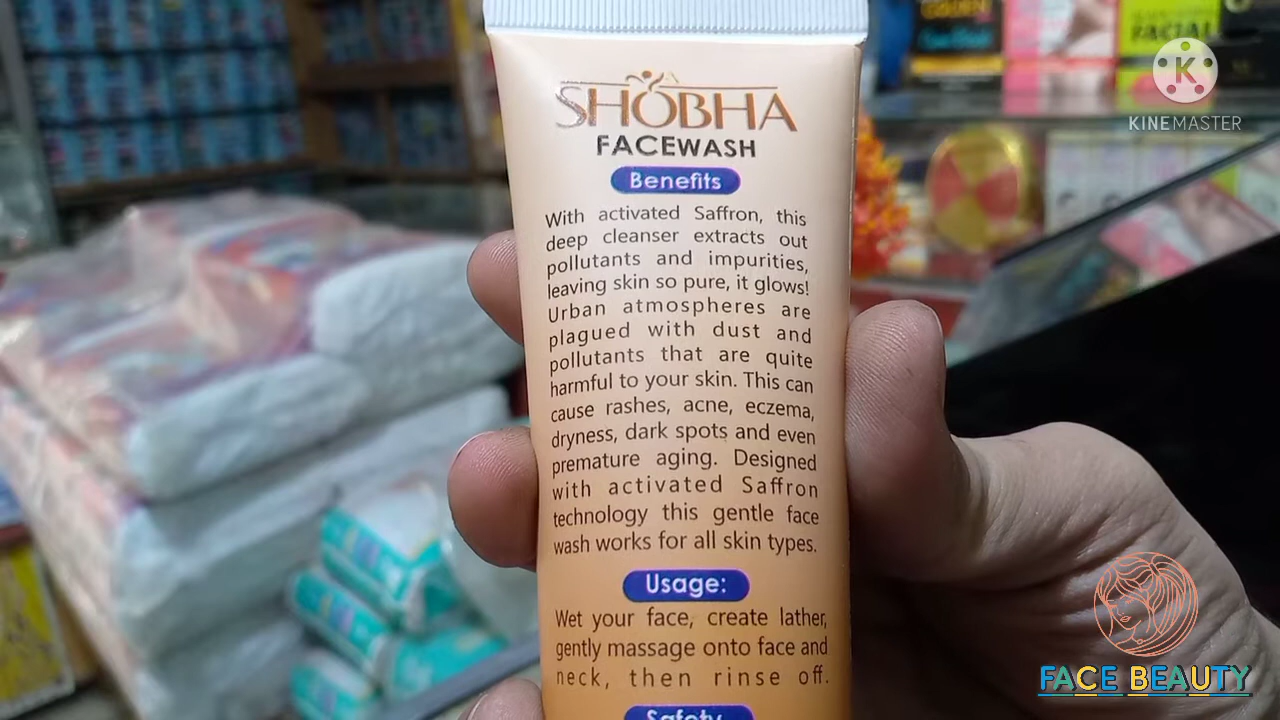 GOLDEN
FACIAL
K
KINEMASTER
SHOBHA
FACEWASH
Benefits
With activated Saffron, this
deep cleanser extracts out
pollutants and impurities,
leaving skin so pure, it glows!
Urban atmospheres are
plagued with dust and
pollutants that are quite
harmful to your skin. This can
cause rashes, acne, eczema,
dryness, dark spots and even
premature aging. Designed
with activated Saffron
technology this gentle face
wash works for all skin types.
Usage:
Wet your face, create lather,
gently massage onto face and
neck, then rinse off.
Safety
FACE BEAUTY